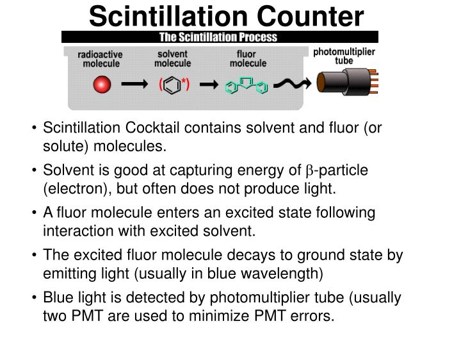 Scintillation Counter
The Scintillation Process
radioactive molecule
solvent molecule
fluor molecule
photomultiplier tube
(*)
• Scintillation Cocktail contains solvent and fluor (or
solute) molecules.
• Solvent is good at capturing energy of β-particle
(electron), but often does not produce light.
• A fluor molecule enters an excited state following
interaction with excited solvent.
• The excited fluor molecule decays to ground state by
emitting light (usually in blue wavelength)
• Blue light is detected by photomultiplier tube (usually
two PMT are used to minimize PMT errors.